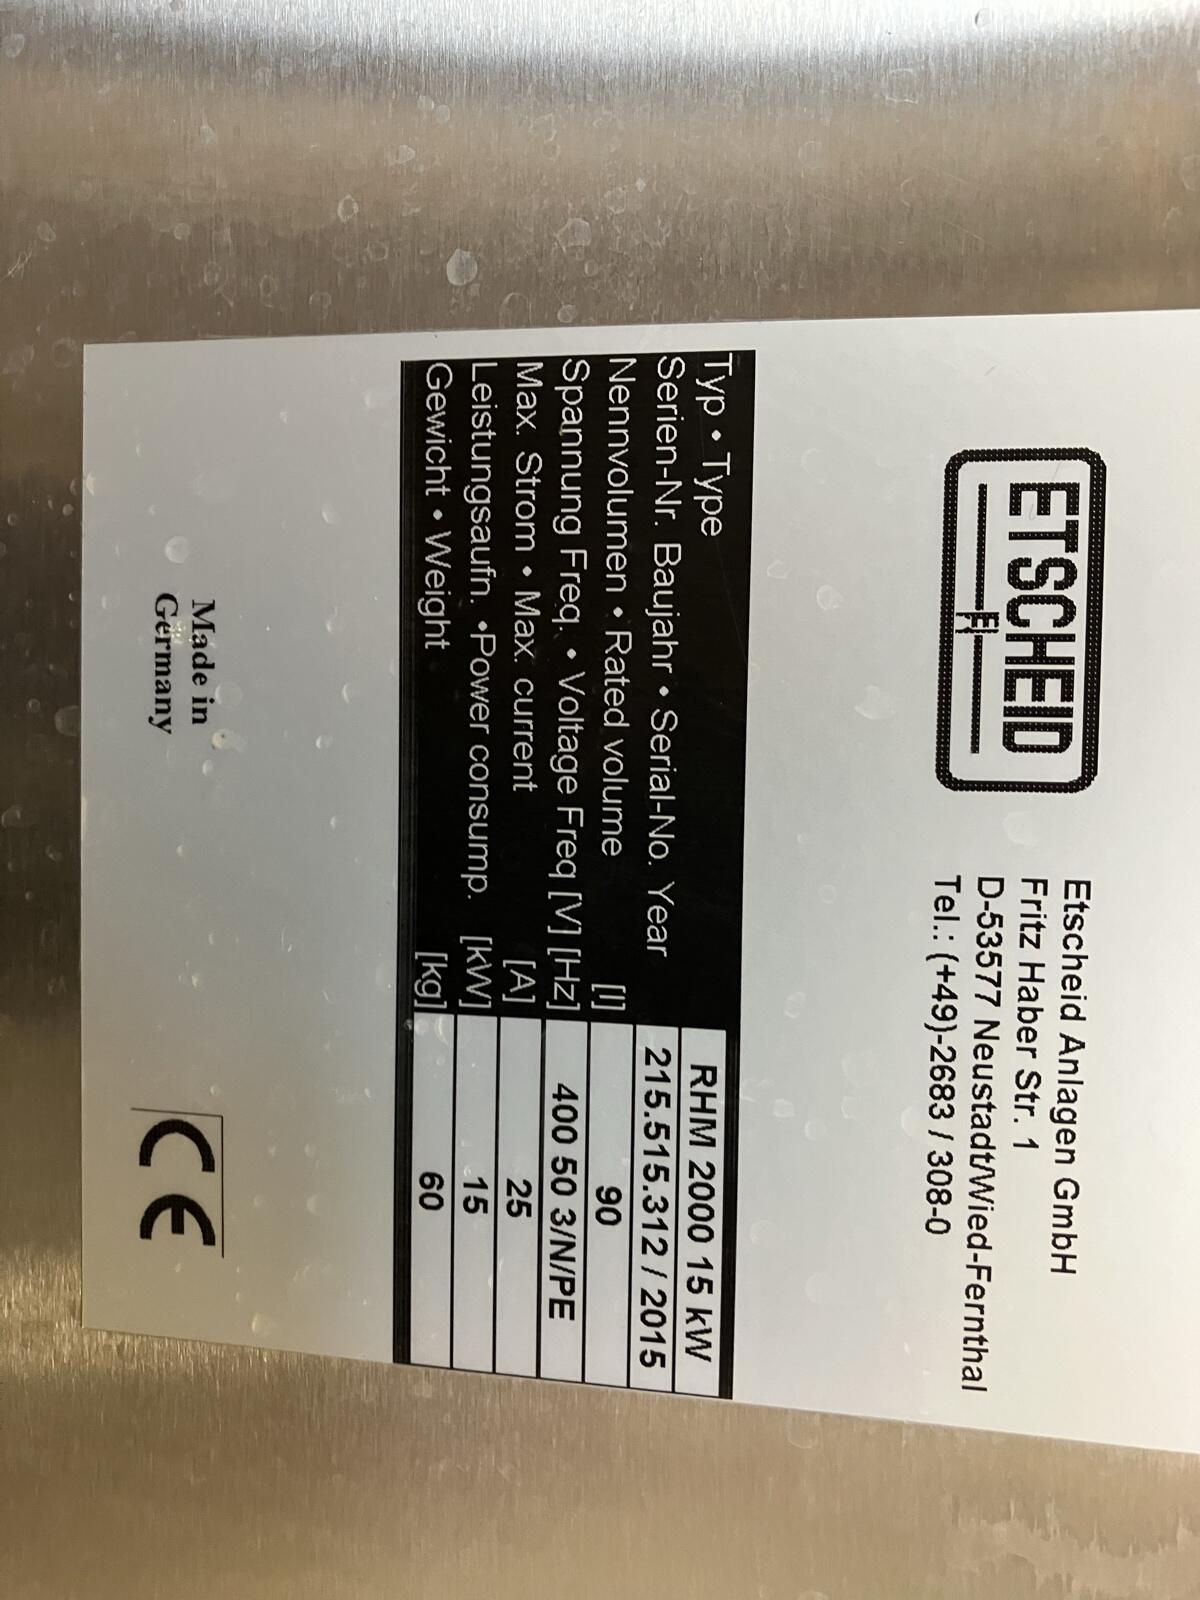 ETSCHEID
Etscheid Anlagen GmbH
Fritz Haber Str. 1
D-53577 Neustadt/Wied-Fernthal
Tel.: (+49)-2683 / 308-0
Typ • Type RHM 2000 15 kW
Serien-Nr. Baujahr • Serial-No. Year 215.515.312 / 2015
Nennvolumen • Rated volume [l] 90
Spannung Freq. • Voltage Freq [V] [Hz] 400 50 3/N/PE
Max. Strom • Max. current [A] 25
Leistungsaufn. •Power consump. [kW] 15
Gewicht • Weight [kg] 60
Made in
Germany
CE